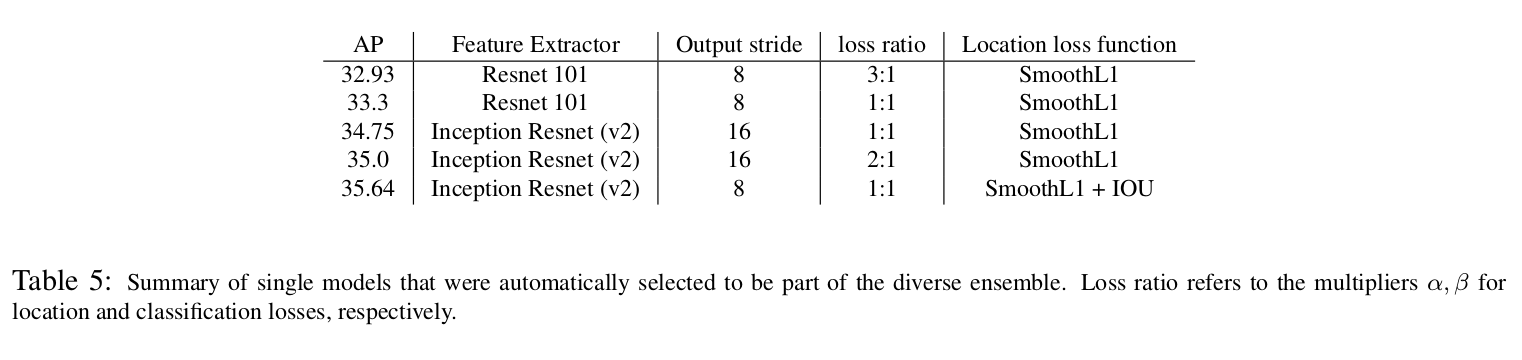 AP Feature Extractor Output stride loss ratio Location loss function
32.93 Resnet 101 8 3:1 SmoothL1
33.3 Resnet 101 8 1:1 SmoothL1
34.75 Inception Resnet (v2) 16 1:1 SmoothL1
35.0 Inception Resnet (v2) 16 2:1 SmoothL1
35.64 Inception Resnet (v2) 8 1:1 SmoothL1 + IOU
Table 5: Summary of single models that were automatically selected to be part of the diverse ensemble. Loss ratio refers to the multipliers α, β for
location and classification losses, respectively.